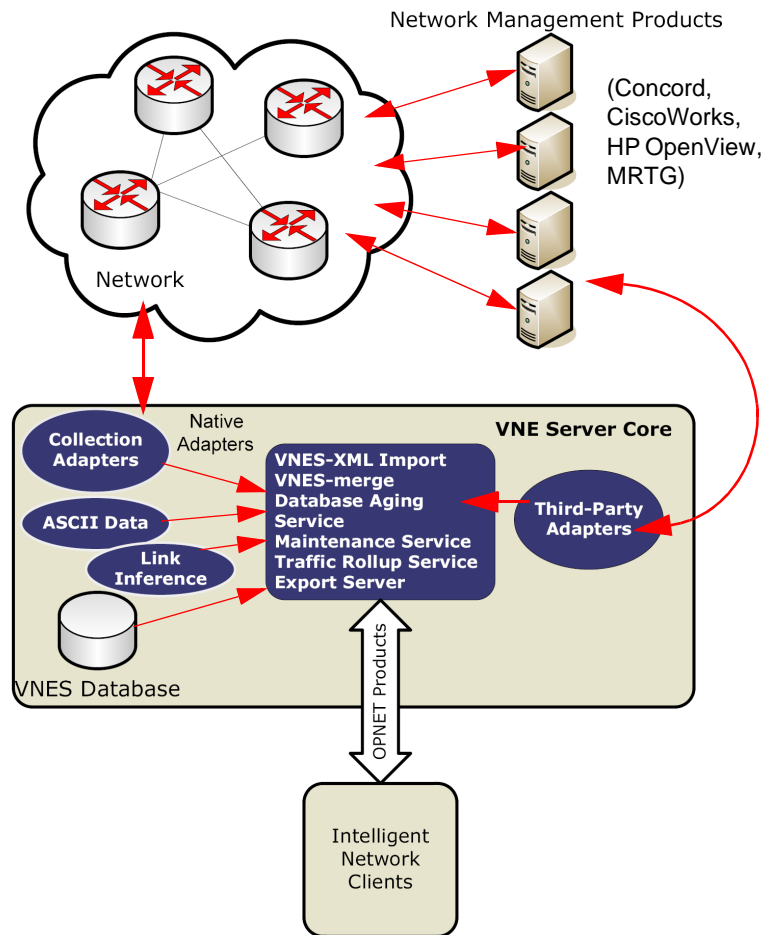 Network Management Products
(Concord,
CiscoWorks,
HP OpenView,
MRTG)
Network
VNE Server Core
Native
Adapters
Collection
Adapters
ASCII Data
Link
Inference
VNES Database
VNES-XML Import
VNES-merge
Database Aging
Service
Maintenance Service
Traffic Rollup Service
Export Server
Third-Party
Adapters
OPNET Products
Intelligent
Network
Clients